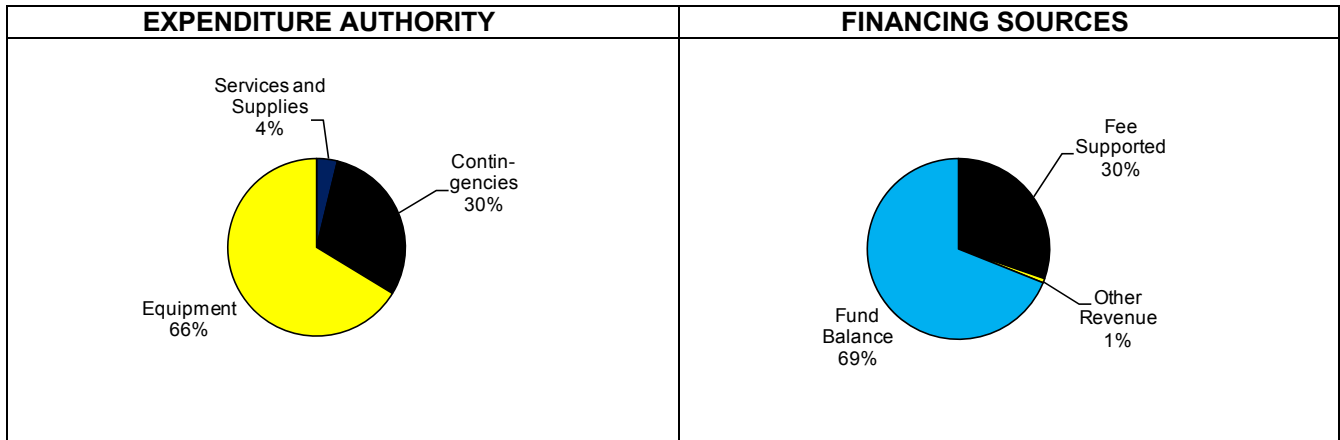 EXPENDITURE AUTHORITY
FINANCING SOURCES
Services and
Supplies
4%
Contin-
gencies
30%
Equipment
66%
Fee
Supported
30%
Other
Revenue
1%
Fund
Balance
69%